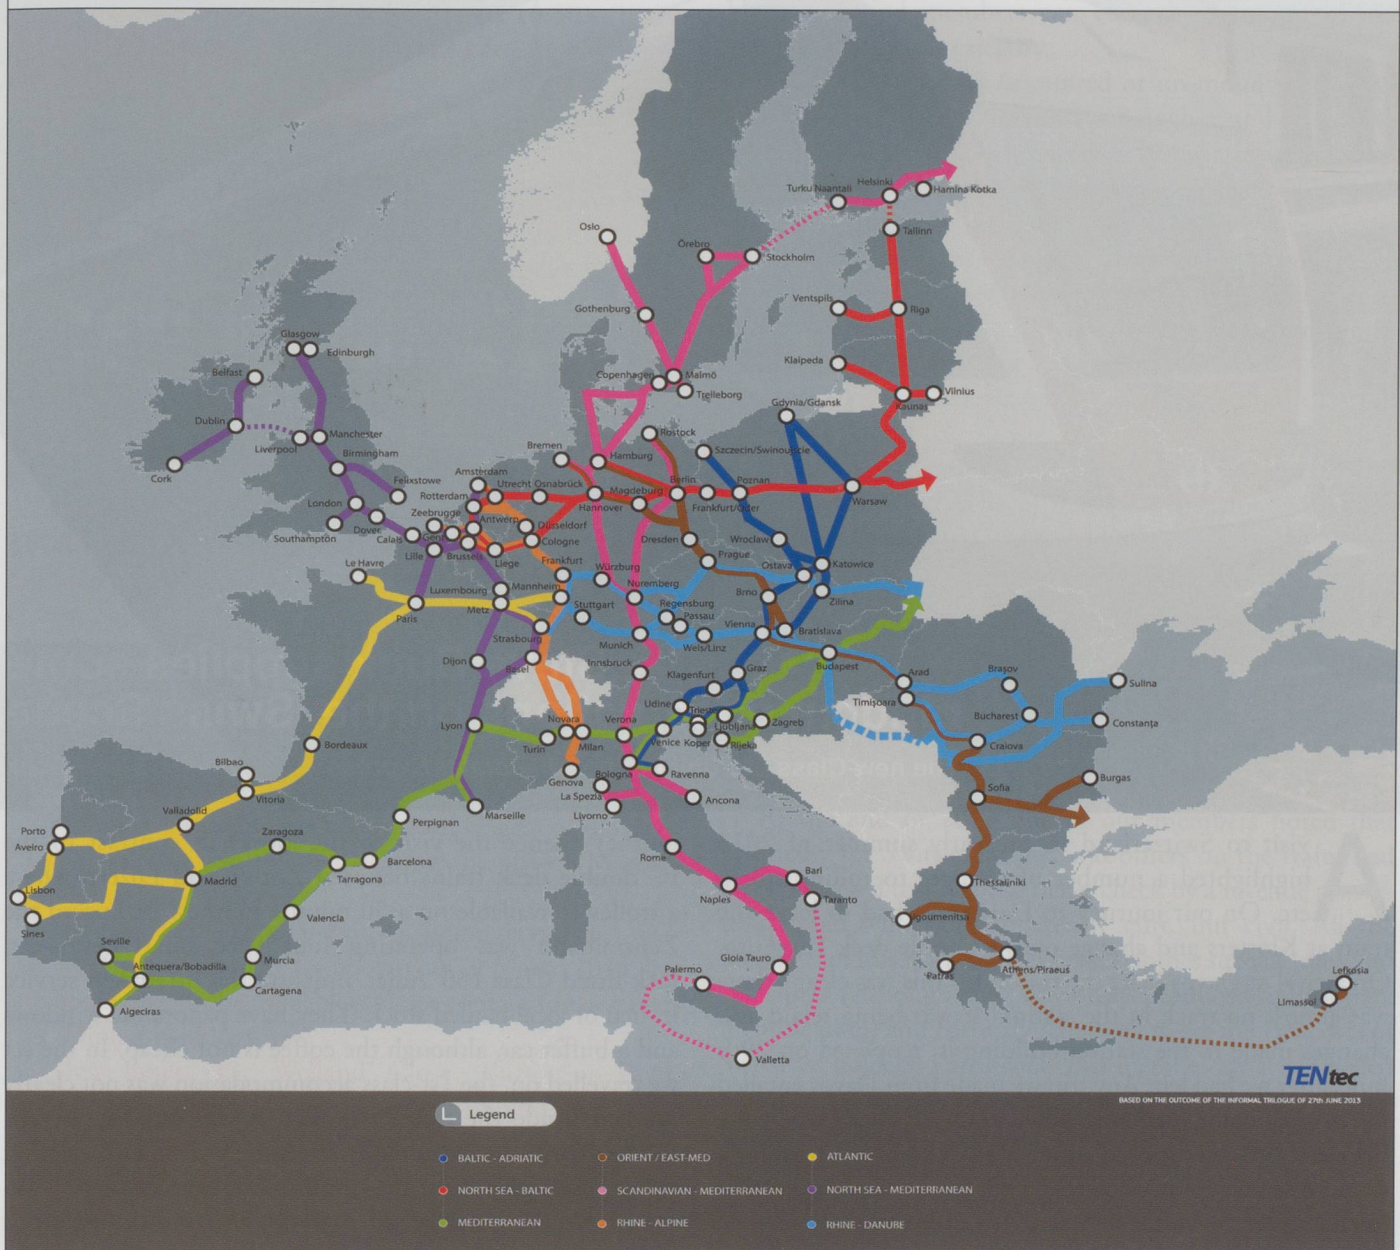 Helsinki
Turku Naantali
Hamina Kotka
Oslo
Tallinn
Örebro
Stockholm
Ventspils
Riga
Gothenburg
Glasgow
Edinburgh
Klaipeda
Belfast
Copenhagen
Malmö
Trelleborg
Vilnius
Kaunas
Gdynia/Gdansk
Dublin
Manchester
Liverpool
Rostock
Birmingham
Bremen
Hamburg
Szczecin/Swinoujscie
Cork
Felixstowe
Amsterdam
Utrecht
Osnabrück
Berlin
Poznan
Rotterdam
Magdeburg
Warsaw
London
Hannover
Frankfurt/Oder
Zeebrugge
Antwerp
Düsseldorf
Dover
Southampton
Calais
Gent
Cologne
Dresden
Wroclaw
Lille
Brussels
Liège
Prague
Le Havre
Frankfurt
Würzburg
Ostava
Katowice
Luxembourg
Mannheim
Nuremberg
Brno
Zilina
Metz
Stuttgart
Regensburg
Passau
Paris
Strasbourg
Munich
Wels/Linz
Vienna
Bratislava
Dijon
Basel
Innsbruck
Klagenfurt
Graz
Budapest
Arad
Braşov
Sulina
Timişoara
Udine
Trieste
Bucharest
Constanţa
Lyon
Novara
Verona
Ljubljana
Zagreb
Turin
Milan
Venice
Koper
Rijeka
Craiova
Bordeaux
Bilbao
Genova
Bologna
Ravenna
Burgas
Vitoria
La Spezia
Ancona
Sofia
Livorno
Valladolid
Marseille
Perpignan
Porto
Zaragoza
Aveiro
Rome
Barcelona
Bari
Madrid
Tarragona
Thessaliniki
Lisbon
Naples
Taranto
Valencia
Igoumenitsa
Sines
Seville
Murcia
Gioia Tauro
Antequera/Bobadilla
Palermo
Patras
Athens/Piraeus
Lefkosia
Cartagena
Limassol
Algeciras
Valletta
TENtec
BASED ON THE OUTCOME OF THE INFORMAL TRILOGUE OF 27th JUNE 2013
Legend
BALTIC - ADRIATIC
ORIENT / EAST-MED
ATLANTIC
NORTH SEA - BALTIC
SCANDINAVIAN - MEDITERRANEAN
NORTH SEA - MEDITERRANEAN
MEDITERRANEAN
RHINE - ALPINE
RHINE - DANUBE